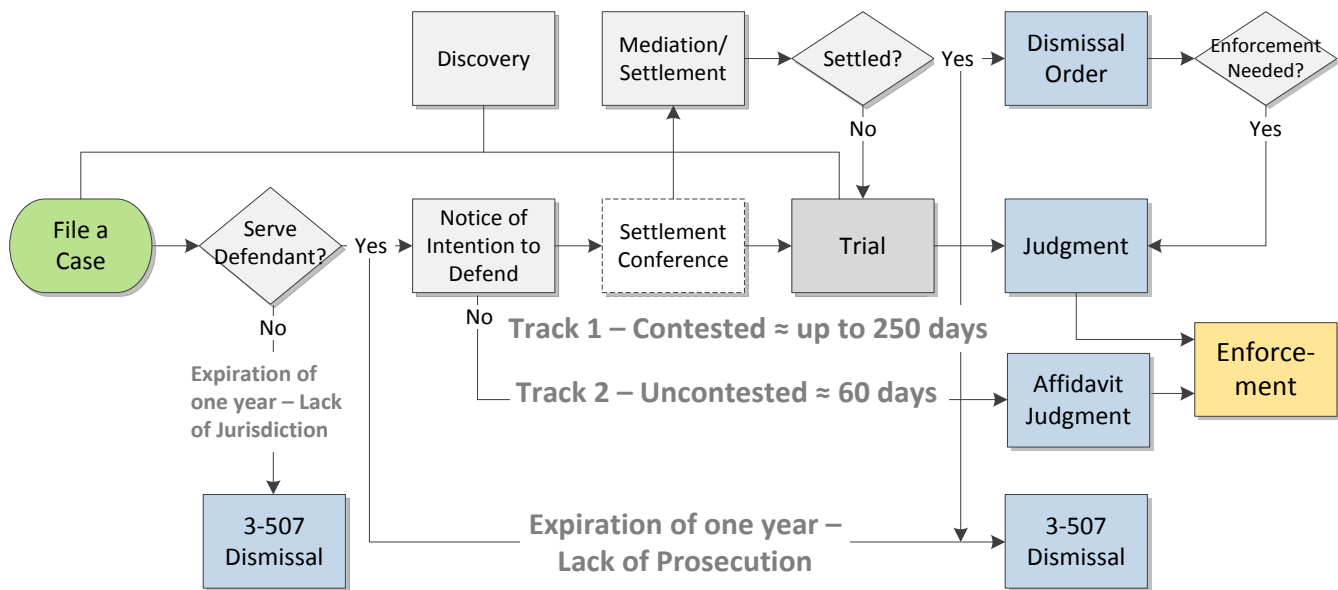 Discovery
Mediation/
Settlement
Settled?
Yes
Dismissal
Order
Enforcement
Needed?
No
Yes
File a
Case
Serve
Defendant?
Yes
Notice of
Intention to
Defend
Settlement
Conference
Trial
Judgment
No
No
Track 1 – Contested ≈ up to 250 days
Expiration of
one year – Lack
of Jurisdiction
Track 2 – Uncontested ≈ 60 days
Affidavit
Judgment
Enforce-
ment
3-507
Dismissal
Expiration of one year –
Lack of Prosecution
3-507
Dismissal